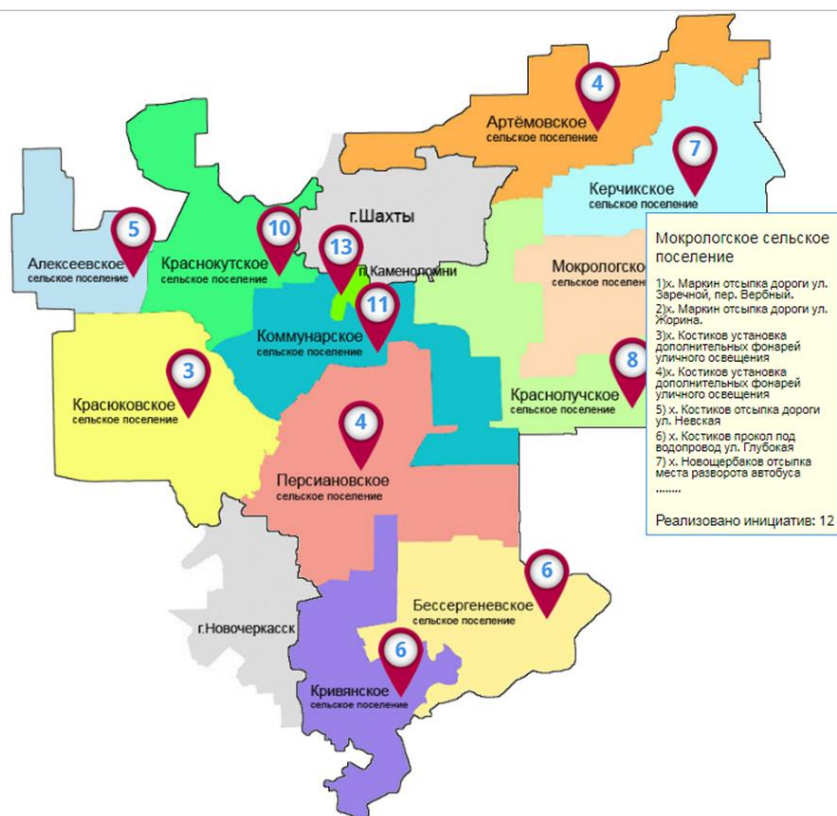 4
Артёмовское
сельское поселение
7
Керчикское
сельское поселение
г.Шахты
5
Алексеевское
сельское поселение
10
Краснокутское
сельское поселение
13
п.Каменоломни
11
Коммунарское
сельское поселение
Мокрологское
сельское поселен
8
Краснолучское
сельское поселение
3
Красюковское
сельское поселение
4
Персиановское
сельское поселение
6
Бессергеневское
сельское поселение
г.Новочеркасск
6
Кривянское
сельское поселение
Мокрологское сельское
поселение
1)х. Маркин отсыпка дороги ул.
Заречной, пер. Вербный.
2)х. Маркин отсыпка дороги ул.
Жорина.
3)х. Костиков установка
дополнительных фонарей
уличного освещения
4)х. Костиков установка
дополнительных фонарей
уличного освещения
5) х. Костиков отсыпка дороги
ул. Невская
6) х. Костиков прокол под
водопровод ул. Глубокая
7) х. Новощербаков отсыпка
места разворота автобуса
........
Реализовано инициатив: 12